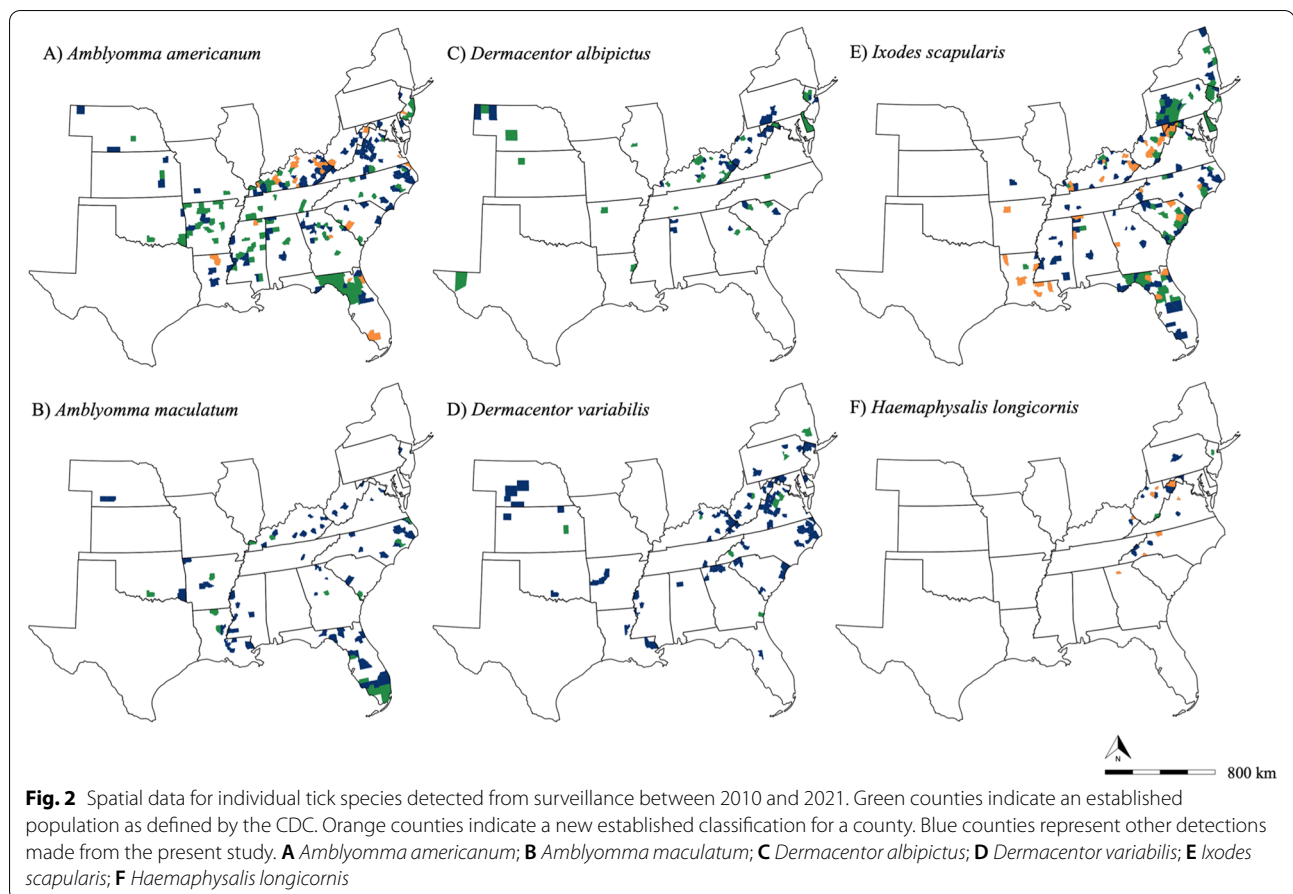 A) Amblyomma americanum
C) Dermacentor albipictus
E) Ixodes scapularis
B) Amblyomma maculatum
D) Dermacentor variabilis
F) Haemaphysalis longicornis
N
800 km
Fig. 2 Spatial data for individual tick species detected from surveillance between 2010 and 2021. Green counties indicate an established
population as defined by the CDC. Orange counties indicate a new established classification for a county. Blue counties represent other detections
made from the present study. A Amblyomma americanum; B Amblyomma maculatum; C Dermacentor albipictus; D Dermacentor variabilis; E Ixodes
scapularis; F Haemaphysalis longicornis